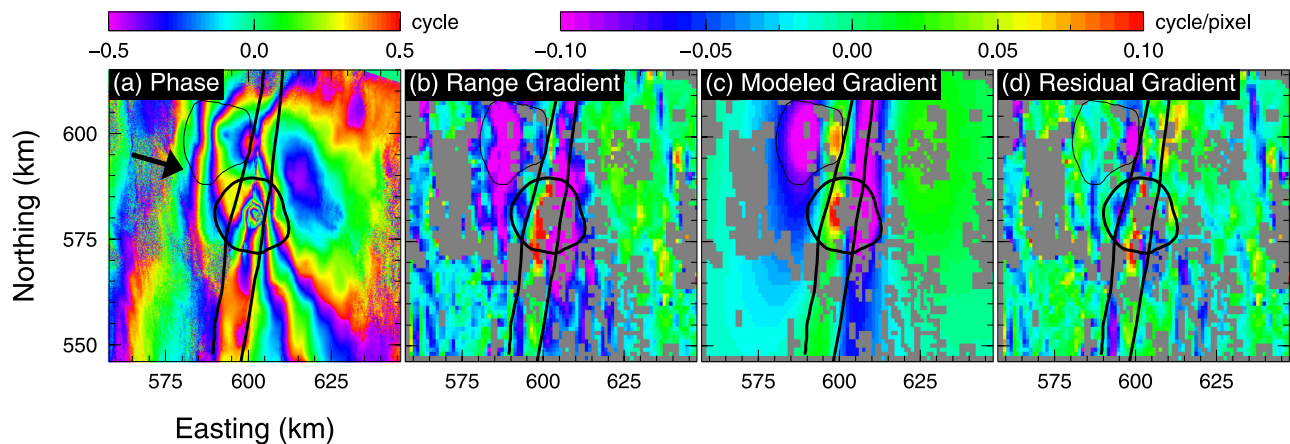 cycle
cycle/pixel
−0.5 0.0 0.5
−0.10 −0.05 0.00 0.05 0.10
(a) Phase
(b) Range Gradient
(c) Modeled Gradient
(d) Residual Gradient
Northing (km)
600
575
550
575 600 625
575 600 625
575 600 625
575 600 625
Easting (km)